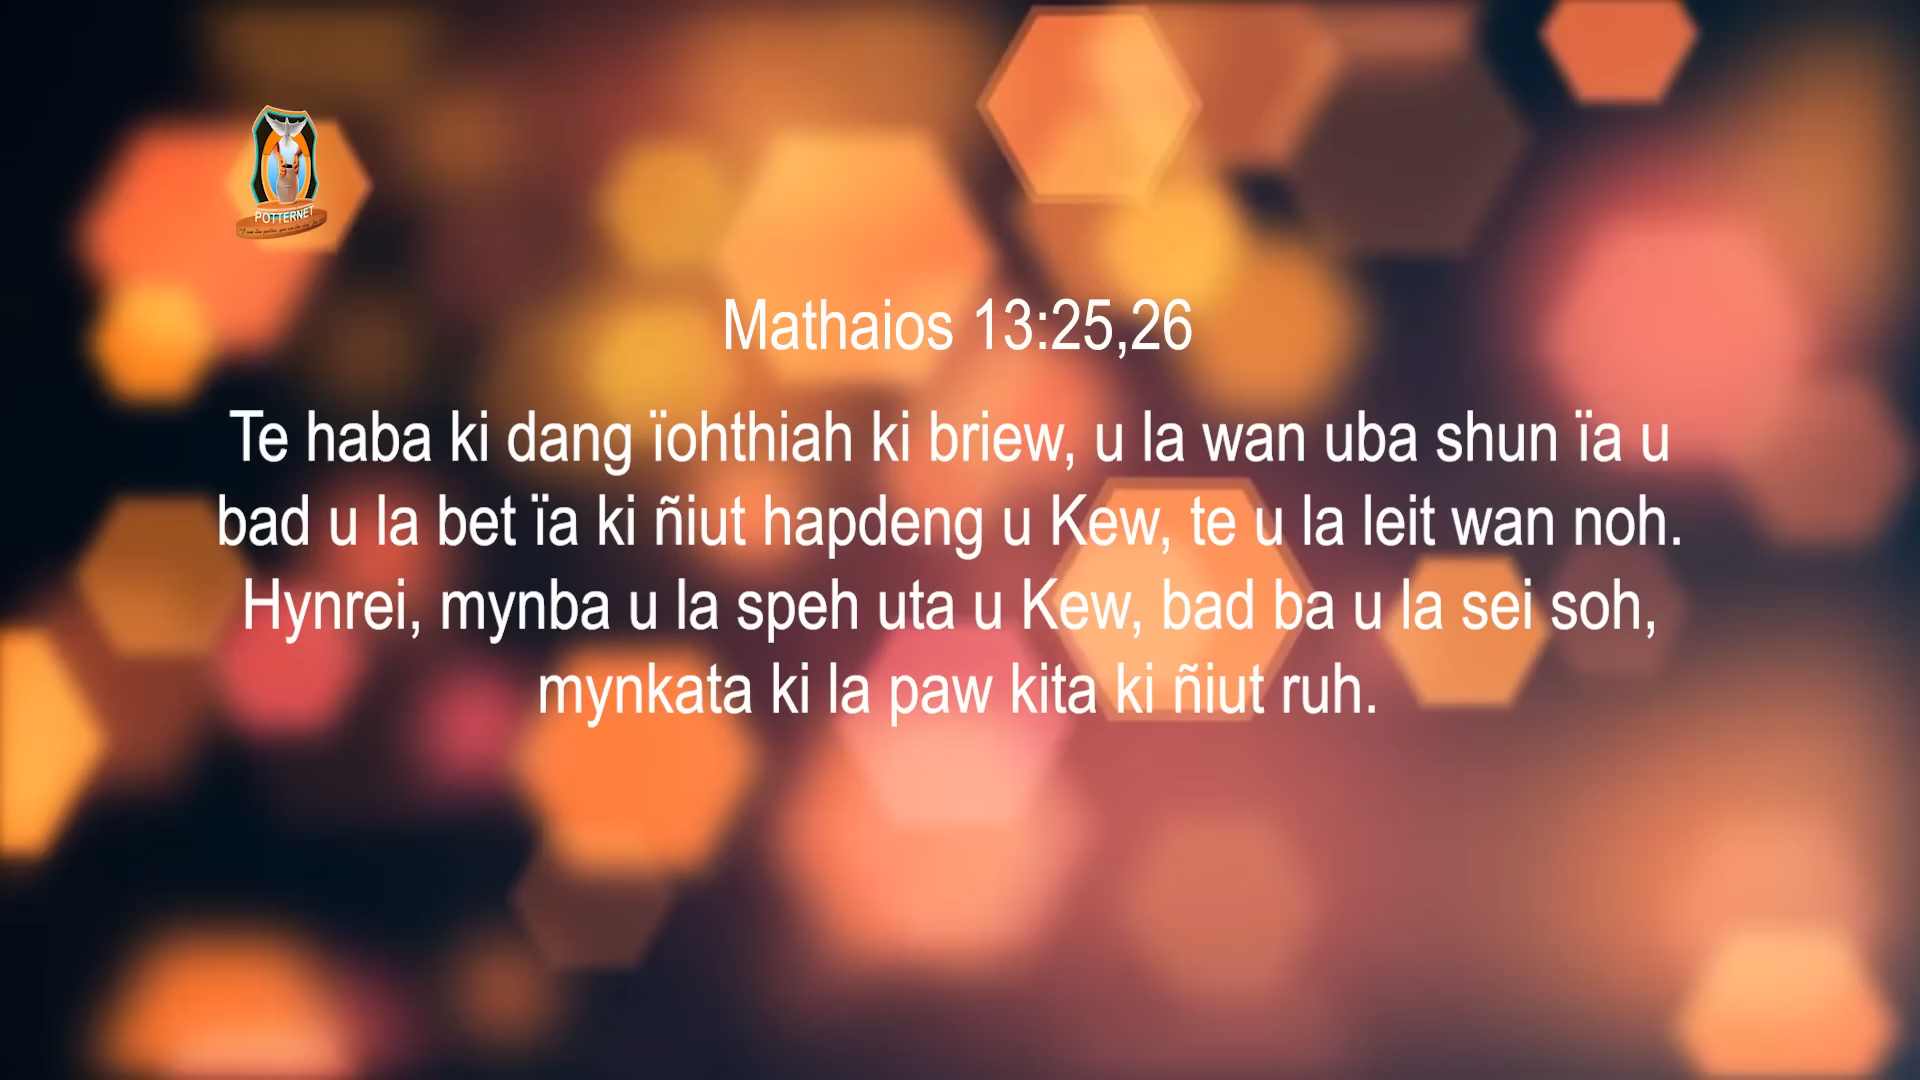 POTTERNET
Mathaios 13:25,26
Te haba ki dang ïohthiah ki briew, u la wan uba shun ïa u
bad u la bet ïa ki ñiut hapdeng u Kew, te u la leit wan noh.
Hynrei, mynba u la speh uta u Kew, bad ba u la sei soh,
mynkata ki la paw kita ki ñiut ruh.